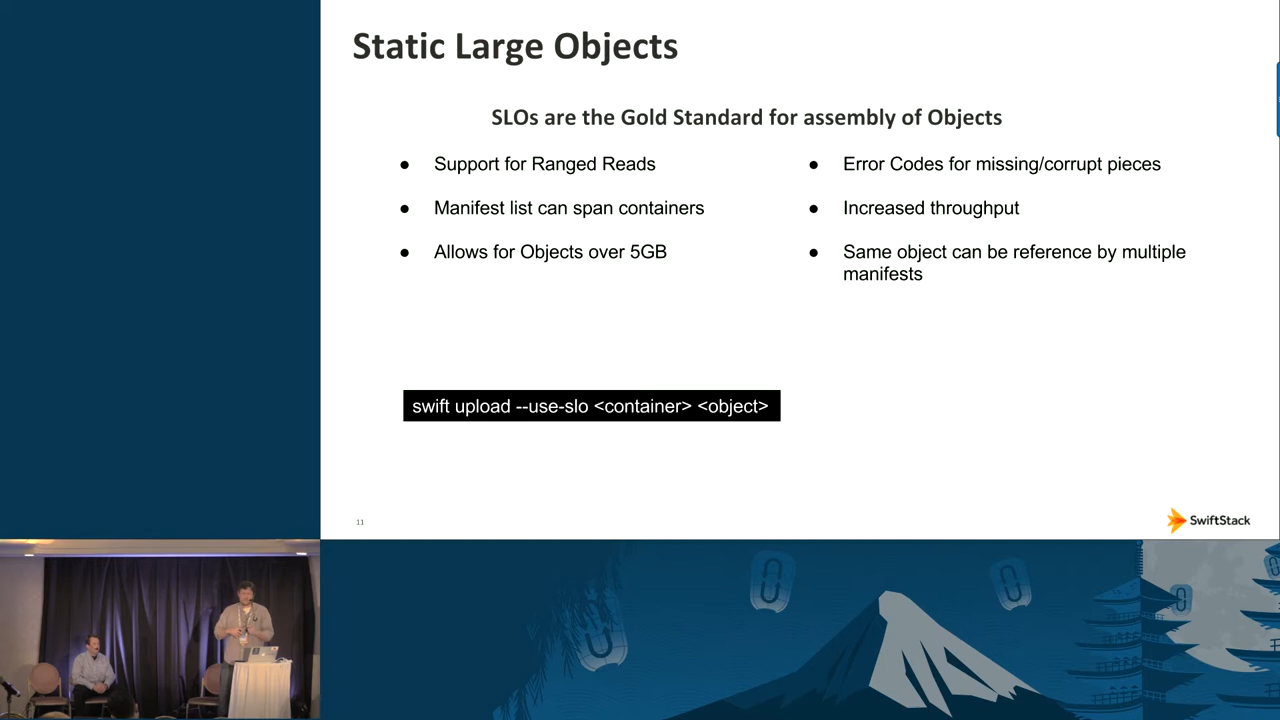 Static Large Objects
SLOs are the Gold Standard for assembly of Objects
● Support for Ranged Reads
● Manifest list can span containers
● Allows for Objects over 5GB
● Error Codes for missing/corrupt pieces
● Increased throughput
● Same object can be reference by multiple
manifests
swift upload --use-slo <container> <object>
11
SwiftStack